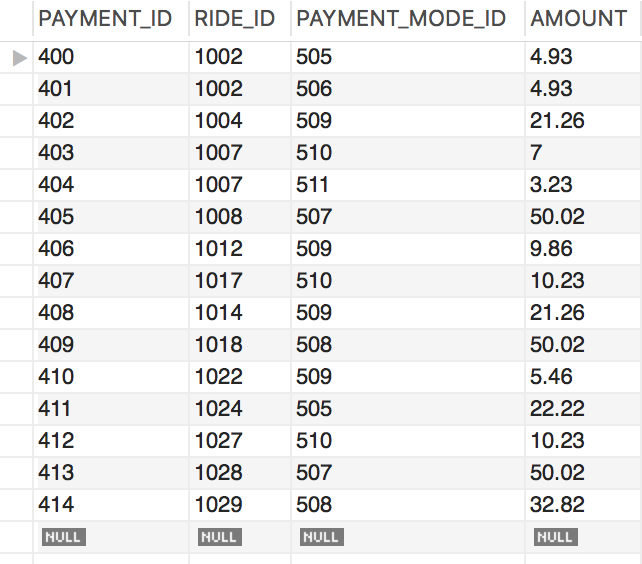 PAYMENT_ID RIDE_ID PAYMENT_MODE_ID AMOUNT
400 1002 505 4.93
401 1002 506 4.93
402 1004 509 21.26
403 1007 510 7
404 1007 511 3.23
405 1008 507 50.02
406 1012 509 9.86
407 1017 510 10.23
408 1014 509 21.26
409 1018 508 50.02
410 1022 509 5.46
411 1024 505 22.22
412 1027 510 10.23
413 1028 507 50.02
414 1029 508 32.82
NULL NULL NULL NULL